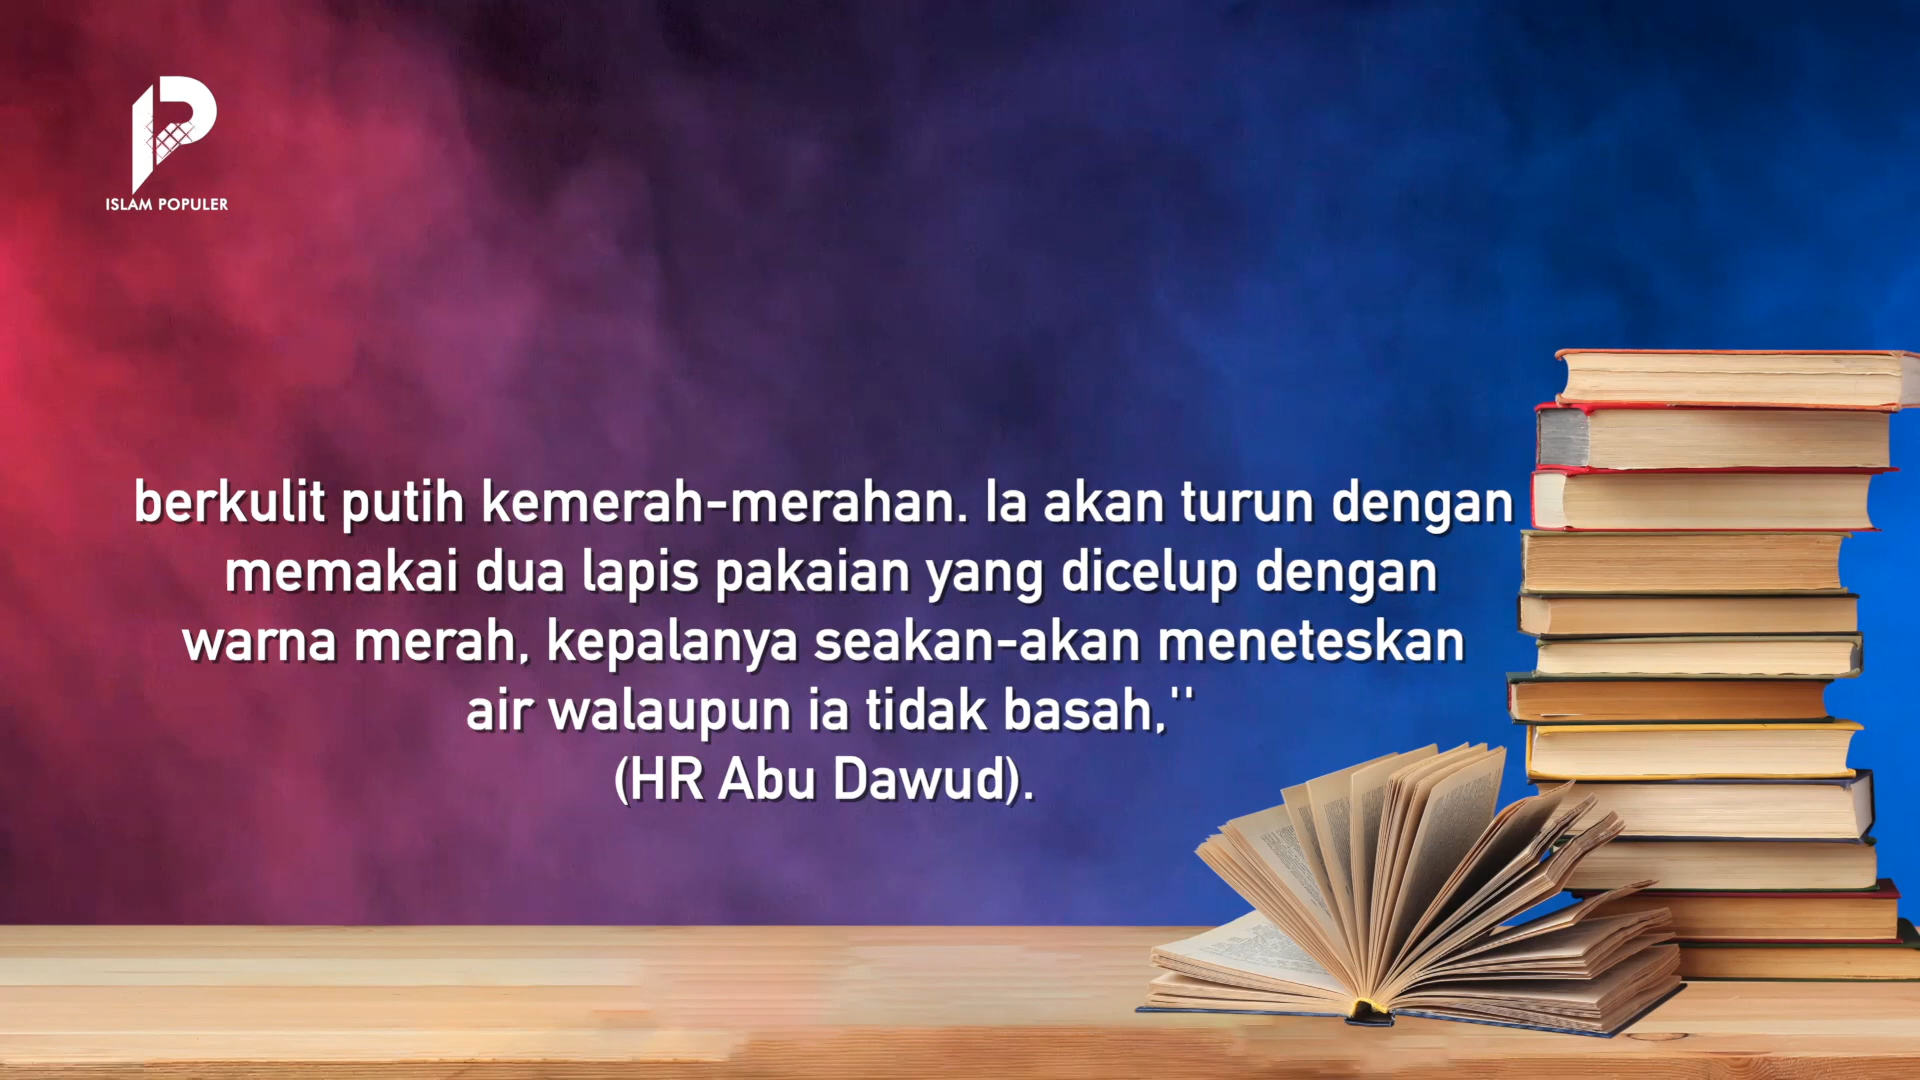 ISLAM POPULER
berkulit putih kemerah-merahan. Ia akan turun dengan
memakai dua lapis pakaian yang dicelup dengan
warna merah, kepalanya seakan-akan meneteskan
air walaupun ia tidak basah,"
(HR Abu Dawud).